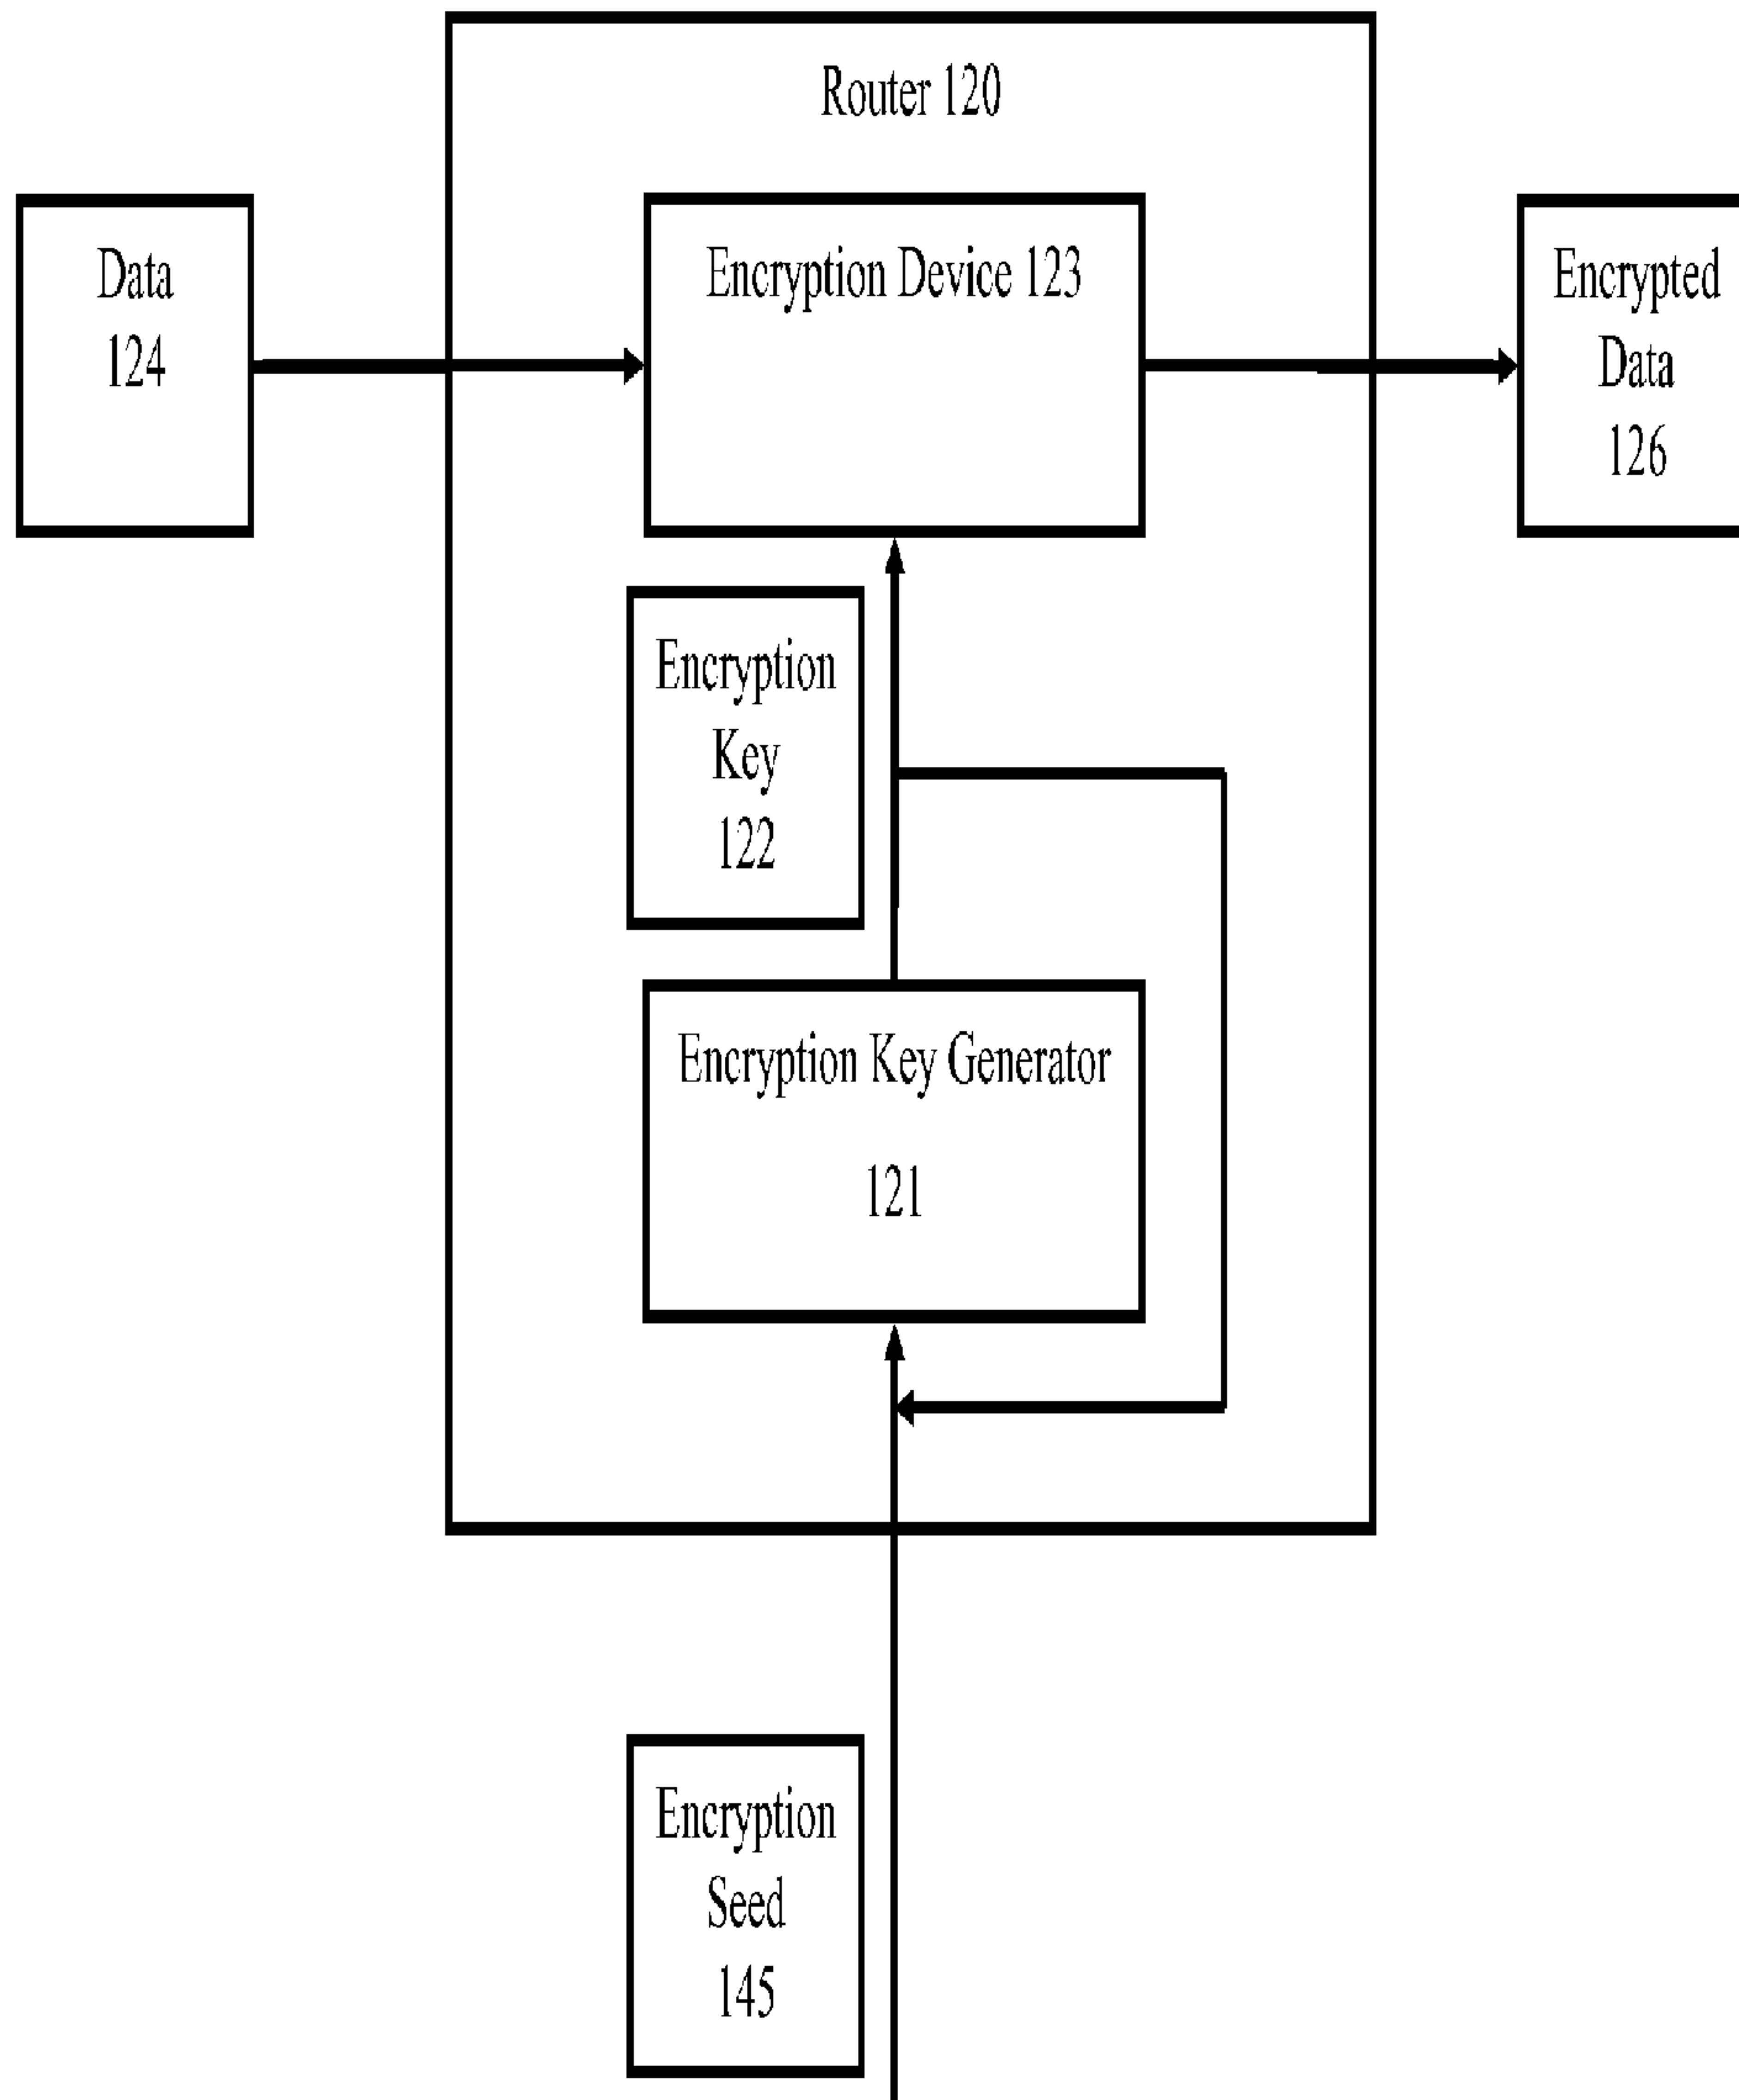 Router 120
Data
124
Encryption Device 123
Encrypted
Data
126
Encryption
Key
122
Encryption Key Generator
121
Encryption
Seed
145